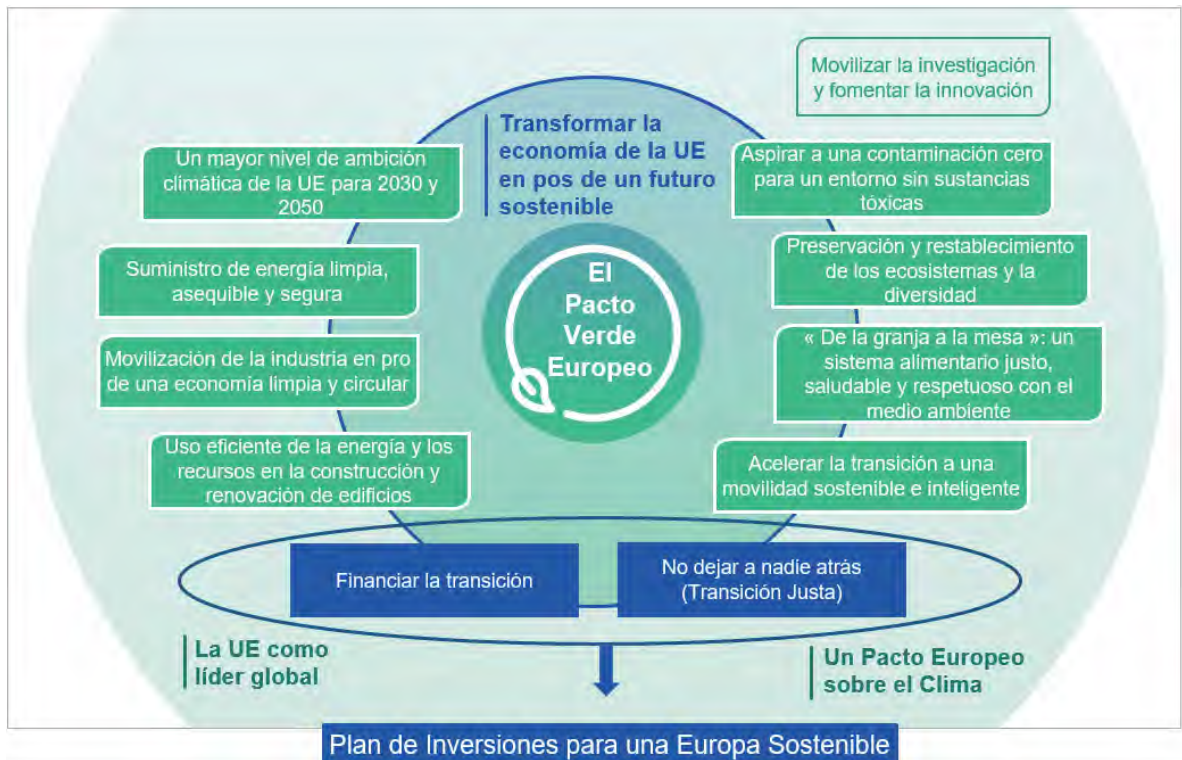 Movilizar la investigación
y fomentar la innovación
Transformar la
economía de la UE
en pos de un futuro
sostenible
Un mayor nivel de ambición
climática de la UE para 2030 y
2050
Aspirar a una contaminación cero
para un entorno sin sustancias
tóxicas
Suministro de energía limpia,
asequible y segura
Preservación y restablecimiento
de los ecosistemas y la
diversidad
El
Pacto
Verde
Europeo
Movilización de la industria en pro
de una economía limpia y circular
« De la granja a la mesa »: un
sistema alimentario justo,
saludable y respetuoso con el
medio ambiente
Uso eficiente de la energía y los
recursos en la construcción y
renovación de edificios
Acelerar la transición a una
movilidad sostenible e inteligente
Financiar la transición
No dejar a nadie atrás
(Transición Justa)
La UE como
líder global
Un Pacto Europeo
sobre el Clima
Plan de Inversiones para una Europa Sostenible